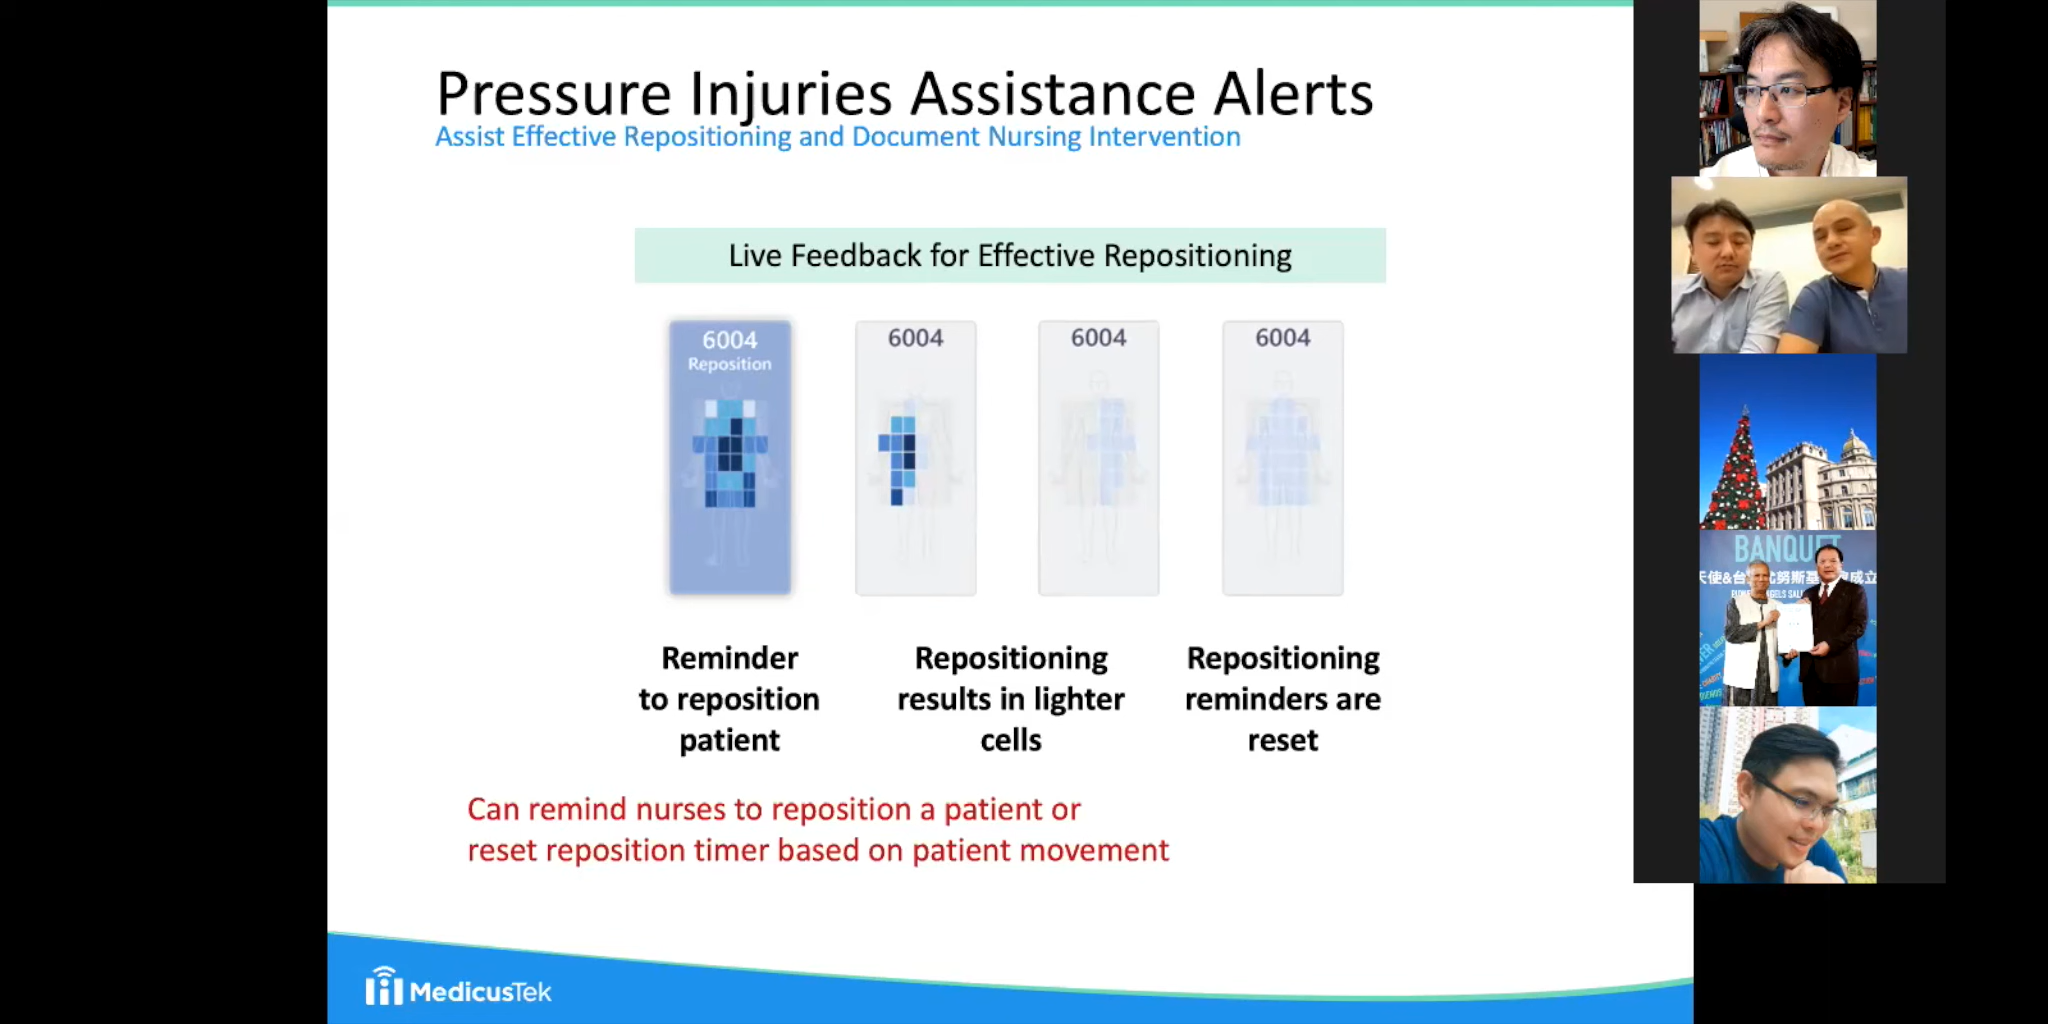 Pressure Injuries Assistance Alerts
Assist Effective Repositioning and Document Nursing Intervention
Live Feedback for Effective Repositioning
6004
Reposition
6004
6004
6004
Reminder
to reposition
patient
Repositioning
results in lighter
cells
Repositioning
reminders are
reset
Can remind nurses to reposition a patient or
reset reposition timer based on patient movement
MedicusTek
BANQUET